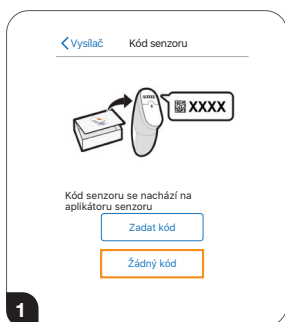 Vysílač Kód senzoru
XXXX
Kód senzoru se nachází na
aplikátoru senzoru
Zadat kód
Žádný kód
1